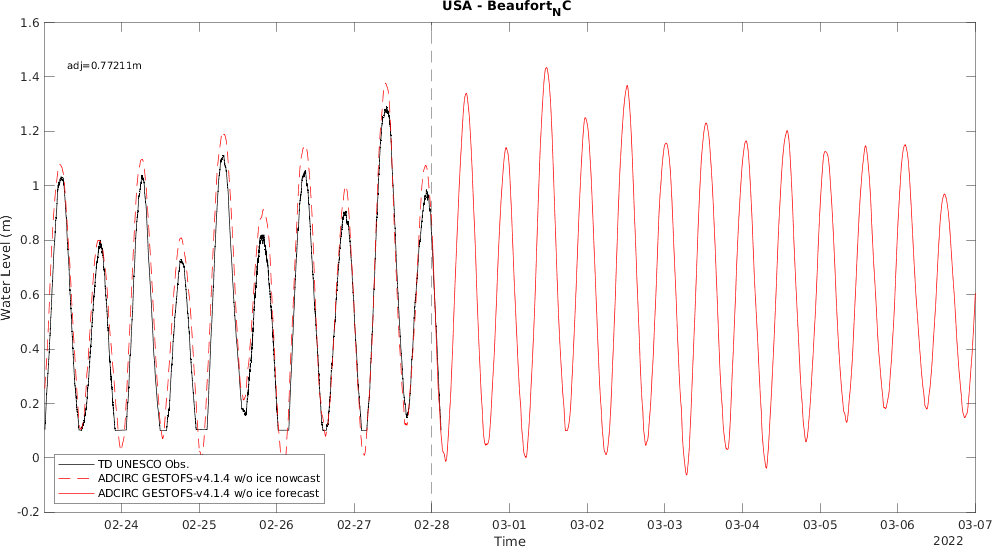 USA - Beaufort_NC
adj=0.77211m
Water Level (m)
1.6
1.4
1.2
1
0.8
0.6
0.4
0.2
0
-0.2
TD UNESCO Obs.
ADCIRC GESTOFS-v4.1.4 w/o ice nowcast
ADCIRC GESTOFS-v4.1.4 w/o ice forecast
02-24 02-25 02-26 02-27 02-28 03-01 03-02 03-03 03-04 03-05 03-06 03-07
Time
2022